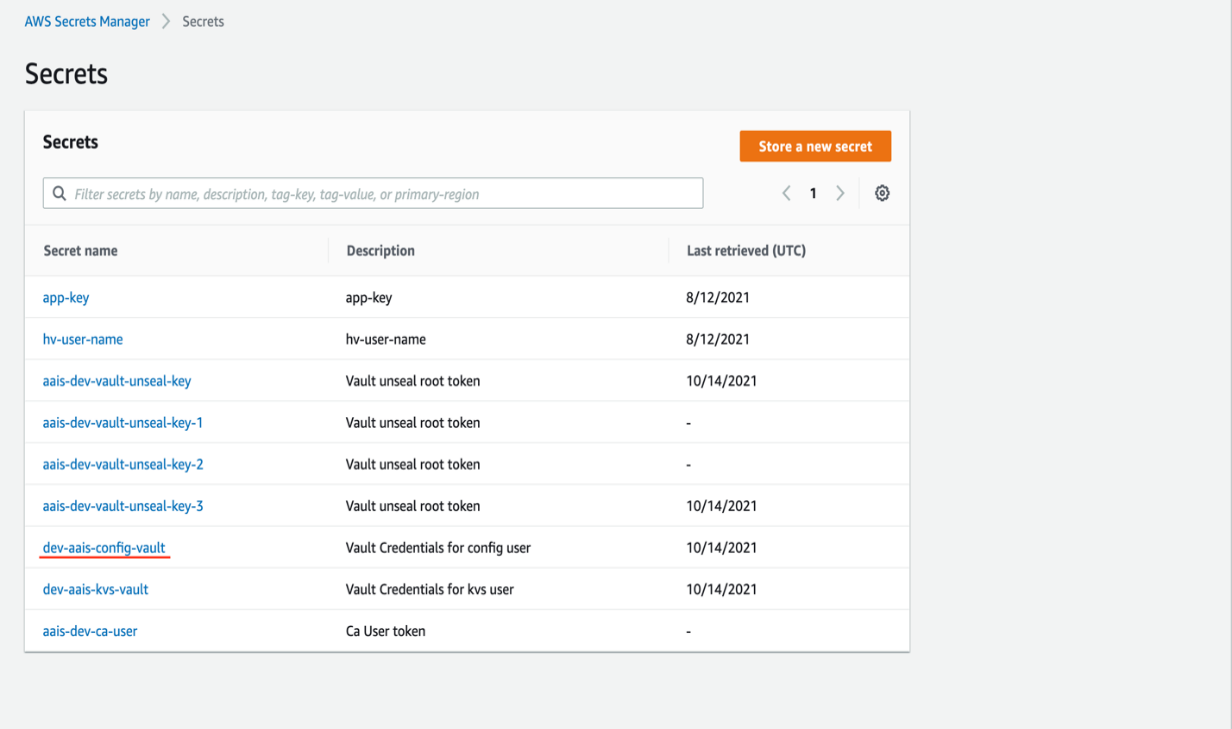 AWS Secrets Manager > Secrets
Secrets
Secrets
Store a new secret
Filter secrets by name, description, tag-key, tag-value, or primary-region
< 1 >
Secret name Description Last retrieved (UTC)
app-key app-key 8/12/2021
hv-user-name hv-user-name 8/12/2021
aais-dev-vault-unseal-key Vault unseal root token 10/14/2021
aais-dev-vault-unseal-key-1 Vault unseal root token -
aais-dev-vault-unseal-key-2 Vault unseal root token -
aais-dev-vault-unseal-key-3 Vault unseal root token 10/14/2021
dev-aais-config-vault Vault Credentials for config user 10/14/2021
dev-aais-kvs-vault Vault Credentials for kvs user 10/14/2021
aais-dev-ca-user Ca User token -